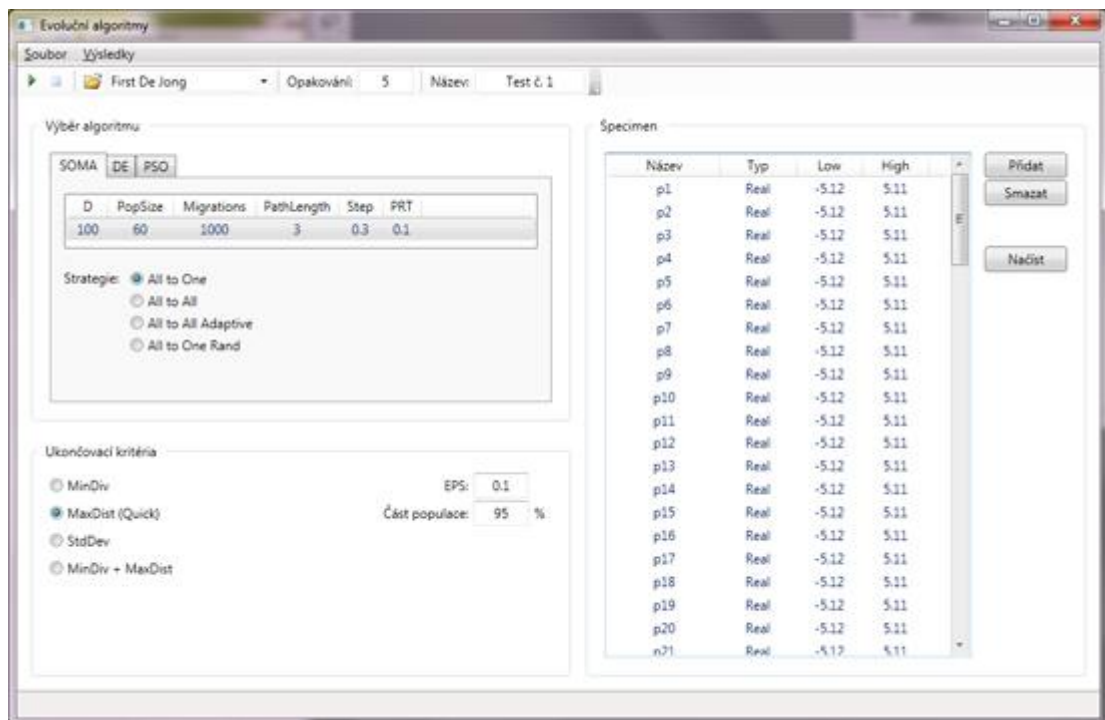 Evoluční algoritmy
Soubor Výsledky
First De Jong Opakování: 5 Název: Test č. 1
Výběr algoritmu
SOMA DE PSO
D PopSize Migrations PathLength Step PRT
100 60 1000 3 0.3 0.1
Strategie: All to One
All to All
All to All Adaptive
All to One Rand
Ukončovací kritéria
MinDiv EPS: 0.1
MaxDist (Quick) Část populace: 95 %
StdDev
MinDiv + MaxDist
Specimen
Název Typ Low High
p1 Real -5.12 5.11
p2 Real -5.12 5.11
p3 Real -5.12 5.11
p4 Real -5.12 5.11
p5 Real -5.12 5.11
p6 Real -5.12 5.11
p7 Real -5.12 5.11
p8 Real -5.12 5.11
p9 Real -5.12 5.11
p10 Real -5.12 5.11
p11 Real -5.12 5.11
p12 Real -5.12 5.11
p13 Real -5.12 5.11
p14 Real -5.12 5.11
p15 Real -5.12 5.11
p16 Real -5.12 5.11
p17 Real -5.12 5.11
p18 Real -5.12 5.11
p19 Real -5.12 5.11
p20 Real -5.12 5.11
p21 Real -5.12 5.11
Přidat
Smazat
Načíst